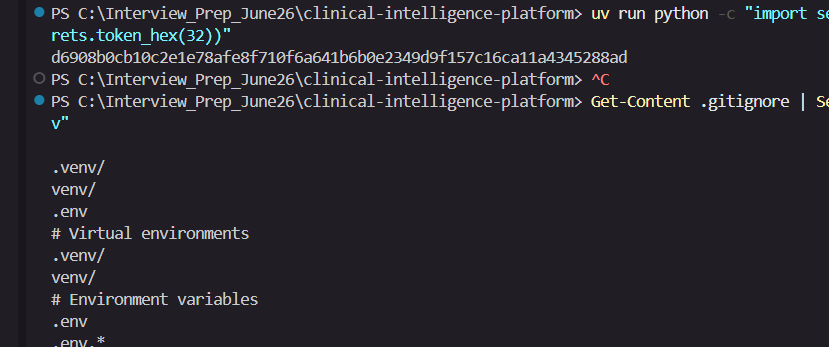 PS C:\Interview_Prep_June26\clinical-intelligence-platform> uv run python -c "import se
rets.token_hex(32))"
d6908b0cb10c2e1e78afe8f710f6a641b6b0e2349d9f157c16ca11a4345288ad
PS C:\Interview_Prep_June26\clinical-intelligence-platform> ^C
PS C:\Interview_Prep_June26\clinical-intelligence-platform> Get-Content .gitignore | Se
v"
.venv/
venv/
.env
# Virtual environments
.venv/
venv/
# Environment variables
.env
.env.*